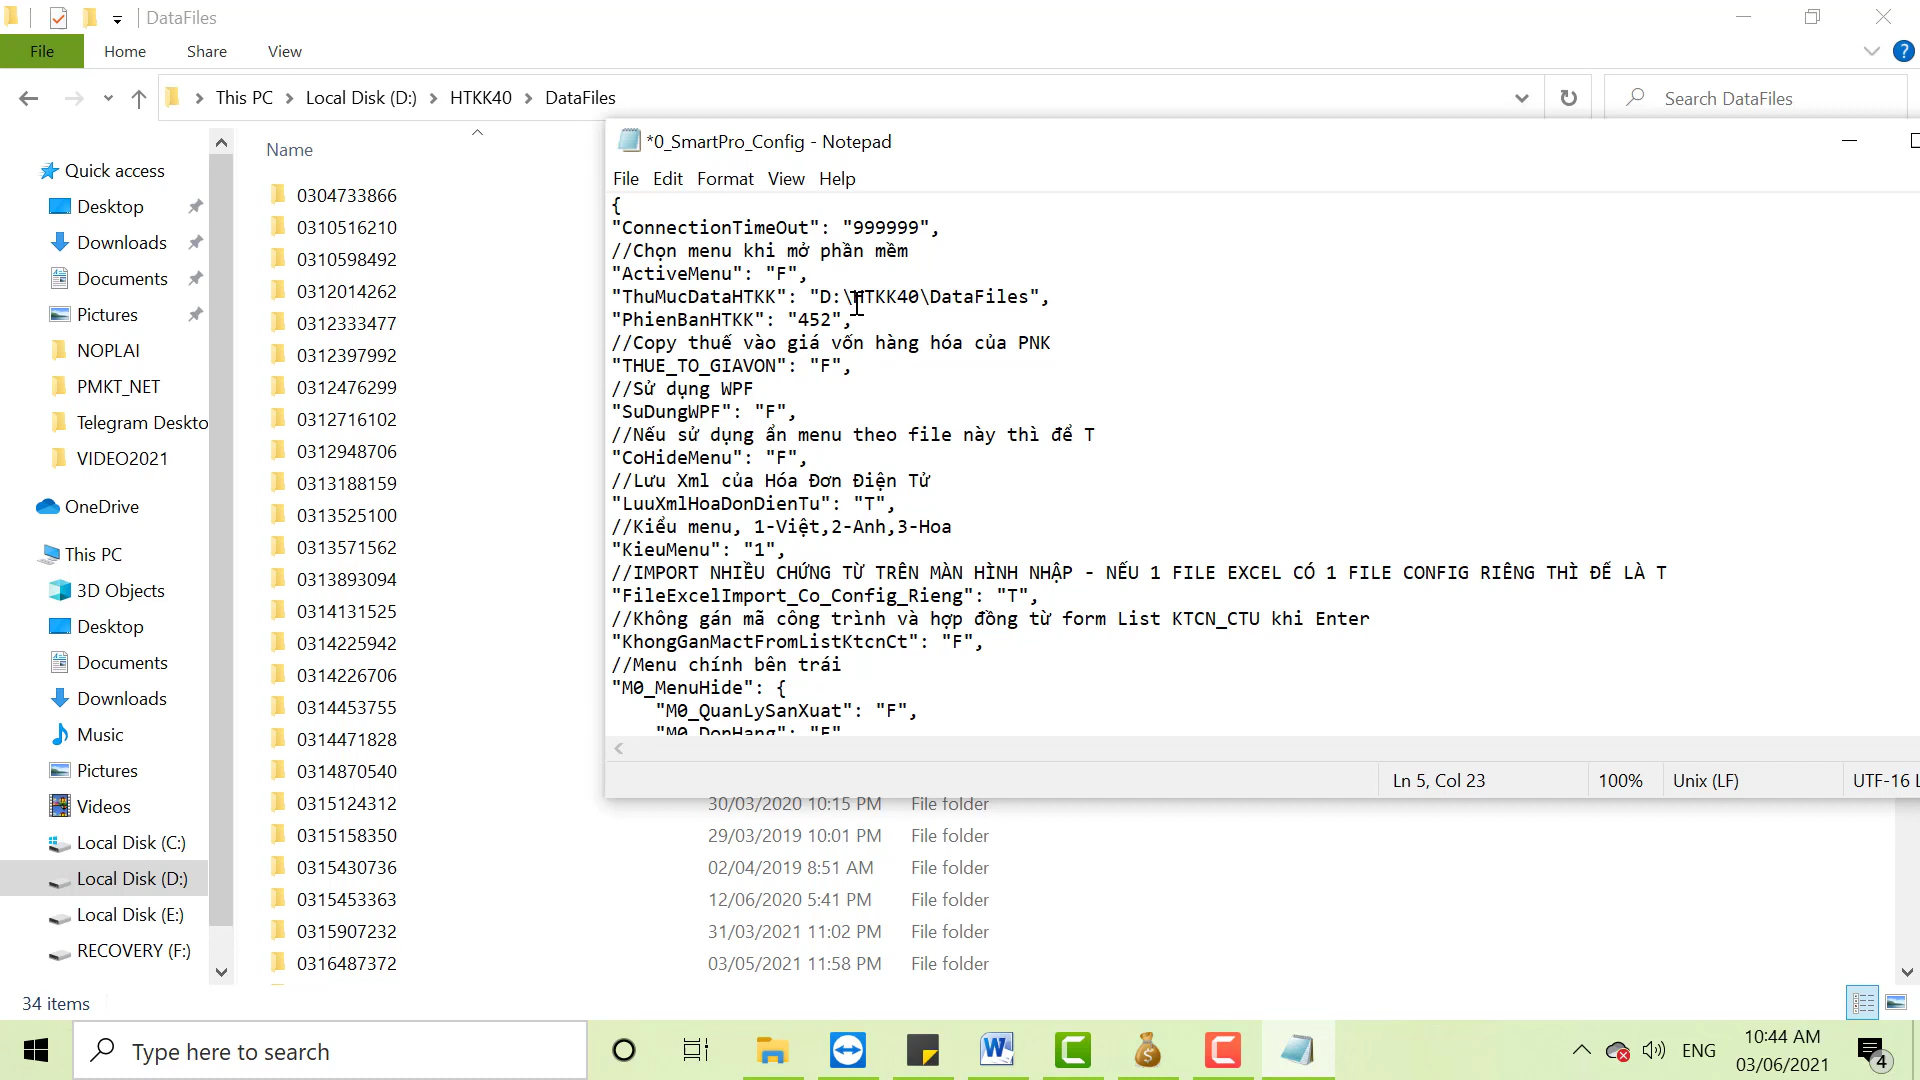 DataFiles
File Home Share View
This PC Local Disk (D:) HTKK40 DataFiles
Search DataFiles
Quick access
Desktop
Downloads
Documents
Pictures
NOPLAI
PMKT_NET
Telegram Deskto
VIDEO2021
OneDrive
This PC
3D Objects
Desktop
Documents
Downloads
Music
Pictures
Videos
Local Disk (C:)
Local Disk (D:)
Local Disk (E:)
RECOVERY (F:)
Name
0304733866
0310516210
0310598492
0312014262
0312333477
0312397992
0312476299
0312716102
0312948706
0313188159
0313525100
0313571562
0313893094
0314131525
0314225942
0314226706
0314453755
0314471828
0314870540
0315124312 30/03/2020 10:15 PM File folder
0315158350 29/03/2019 10:01 PM File folder
0315430736 02/04/2019 8:51 AM File folder
0315453363 12/06/2020 5:41 PM File folder
0315907232 31/03/2021 11:02 PM File folder
0316487372 03/05/2021 11:58 PM File folder
*0_SmartPro_Config - Notepad
File Edit Format View Help
{
"ConnectionTimeOut": "999999",
//Chọn menu khi mở phần mềm
"ActiveMenu": "F",
"ThuMucDataHTKK": "D:\HTKK40\DataFiles",
"PhienBanHTKK": "452",
//Copy thuế vào giá vốn hàng hóa của PNK
"THUE_TO_GIAVON": "F",
//Sử dụng WPF
"SuDungWPF": "F",
//Nếu sử dụng ẩn menu theo file này thì để T
"CoHideMenu": "F",
//Lưu Xml của Hóa Đơn Điện Tử
"LuuXmlHoaDonDienTu": "T",
//Kiểu menu, 1-Việt,2-Anh,3-Hoa
"KieuMenu": "1",
//IMPORT NHIỀU CHỨNG TỪ TRÊN MÀN HÌNH NHẬP - NẾU 1 FILE EXCEL CÓ 1 FILE CONFIG RIÊNG THÌ ĐỂ LÀ T
"FileExcelImport_Co_Config_Rieng": "T",
//Không gán mã công trình và hợp đồng từ form List KTCN_CTU khi Enter
"KhongGanMactFromListKtcnCt": "F",
//Menu chính bên trái
"M0_MenuHide": {
"M0_QuanLySanXuat": "F",
"M0_DonHang": "F"
Ln 5, Col 23 100% Unix (LF) UTF-16 L
34 items
Type here to search
ENG
10:44 AM
03/06/2021
4